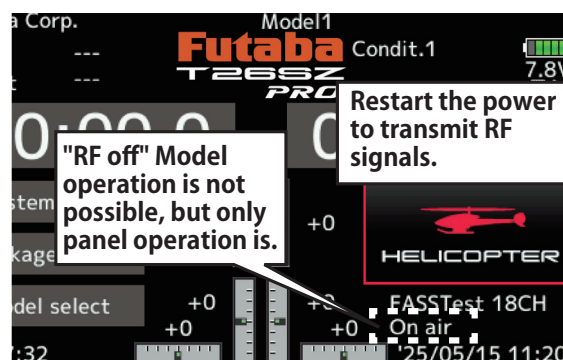 a Corp.
Model1
---
Futaba
Condit.1
t
---
T26SZ
7.8V
PRO
Restart the power
to transmit RF
signals.
"RF off" Model
operation is not
possible, but only
panel operation is.
stem
kage
+0
HELICOPTER
del select
+0
+0
FASSTest 18CH
+0
+0
On air
:32
'25/05/15 11:20